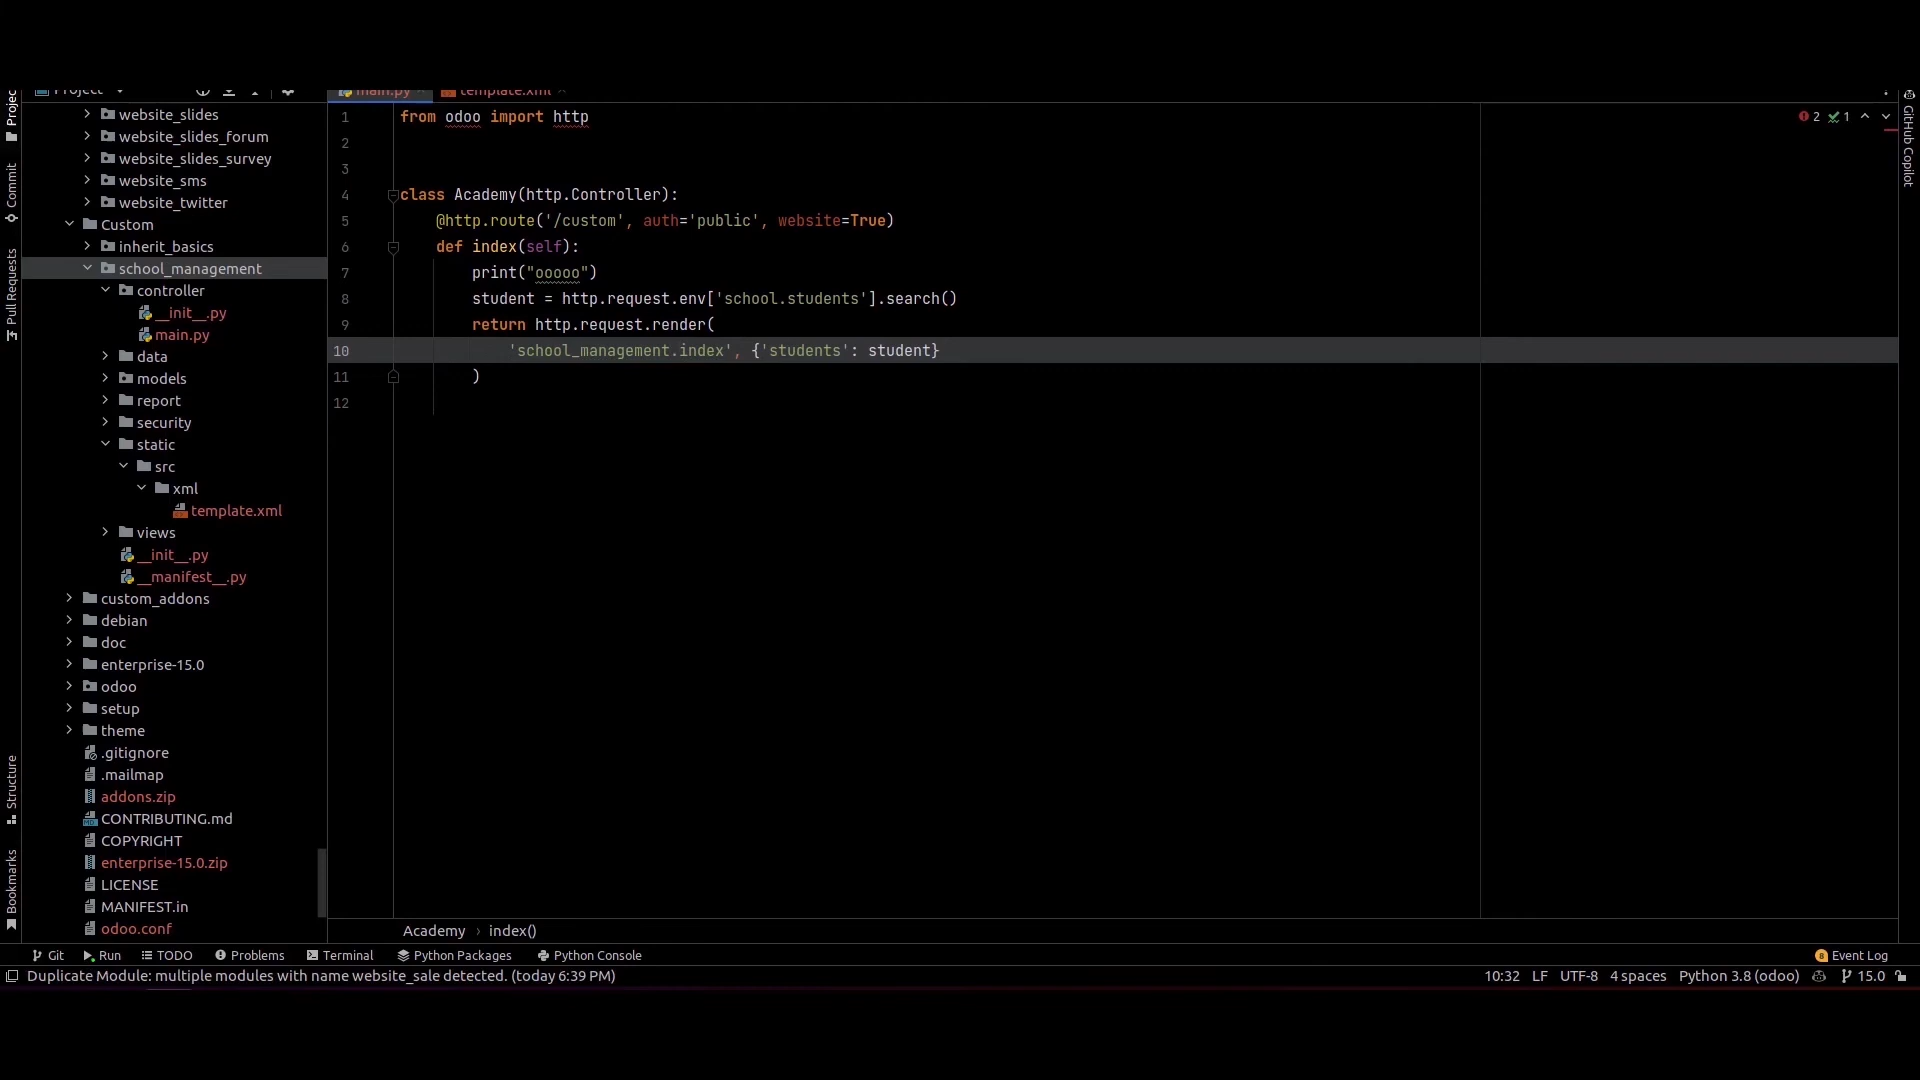 Project
main.py
template.xml
Project
Commit
Pull Requests
Structure
Bookmarks
website_slides
website_slides_forum
website_slides_survey
website_sms
website_twitter
Custom
inherit_basics
school_management
controller
__init__.py
main.py
data
models
report
security
static
src
xml
template.xml
views
__init__.py
__manifest__.py
custom_addons
debian
doc
enterprise-15.0
odoo
setup
theme
.gitignore
.mailmap
addons.zip
CONTRIBUTING.md
COPYRIGHT
enterprise-15.0.zip
LICENSE
MANIFEST.in
odoo.conf
1 from odoo import http
2
3
4 class Academy(http.Controller):
5 @http.route('/custom', auth='public', website=True)
6 def index(self):
7 print("ooooo")
8 student = http.request.env['school.students'].search()
9 return http.request.render(
10 'school_management.index', {'students': student}
11 )
12
2 1
GitHub Copilot
Academy › index()
Git Run TODO Problems Terminal Python Packages Python Console
8 Event Log
Duplicate Module: multiple modules with name website_sale detected. (today 6:39 PM)
10:32 LF UTF-8 4 spaces Python 3.8 (odoo) 15.0